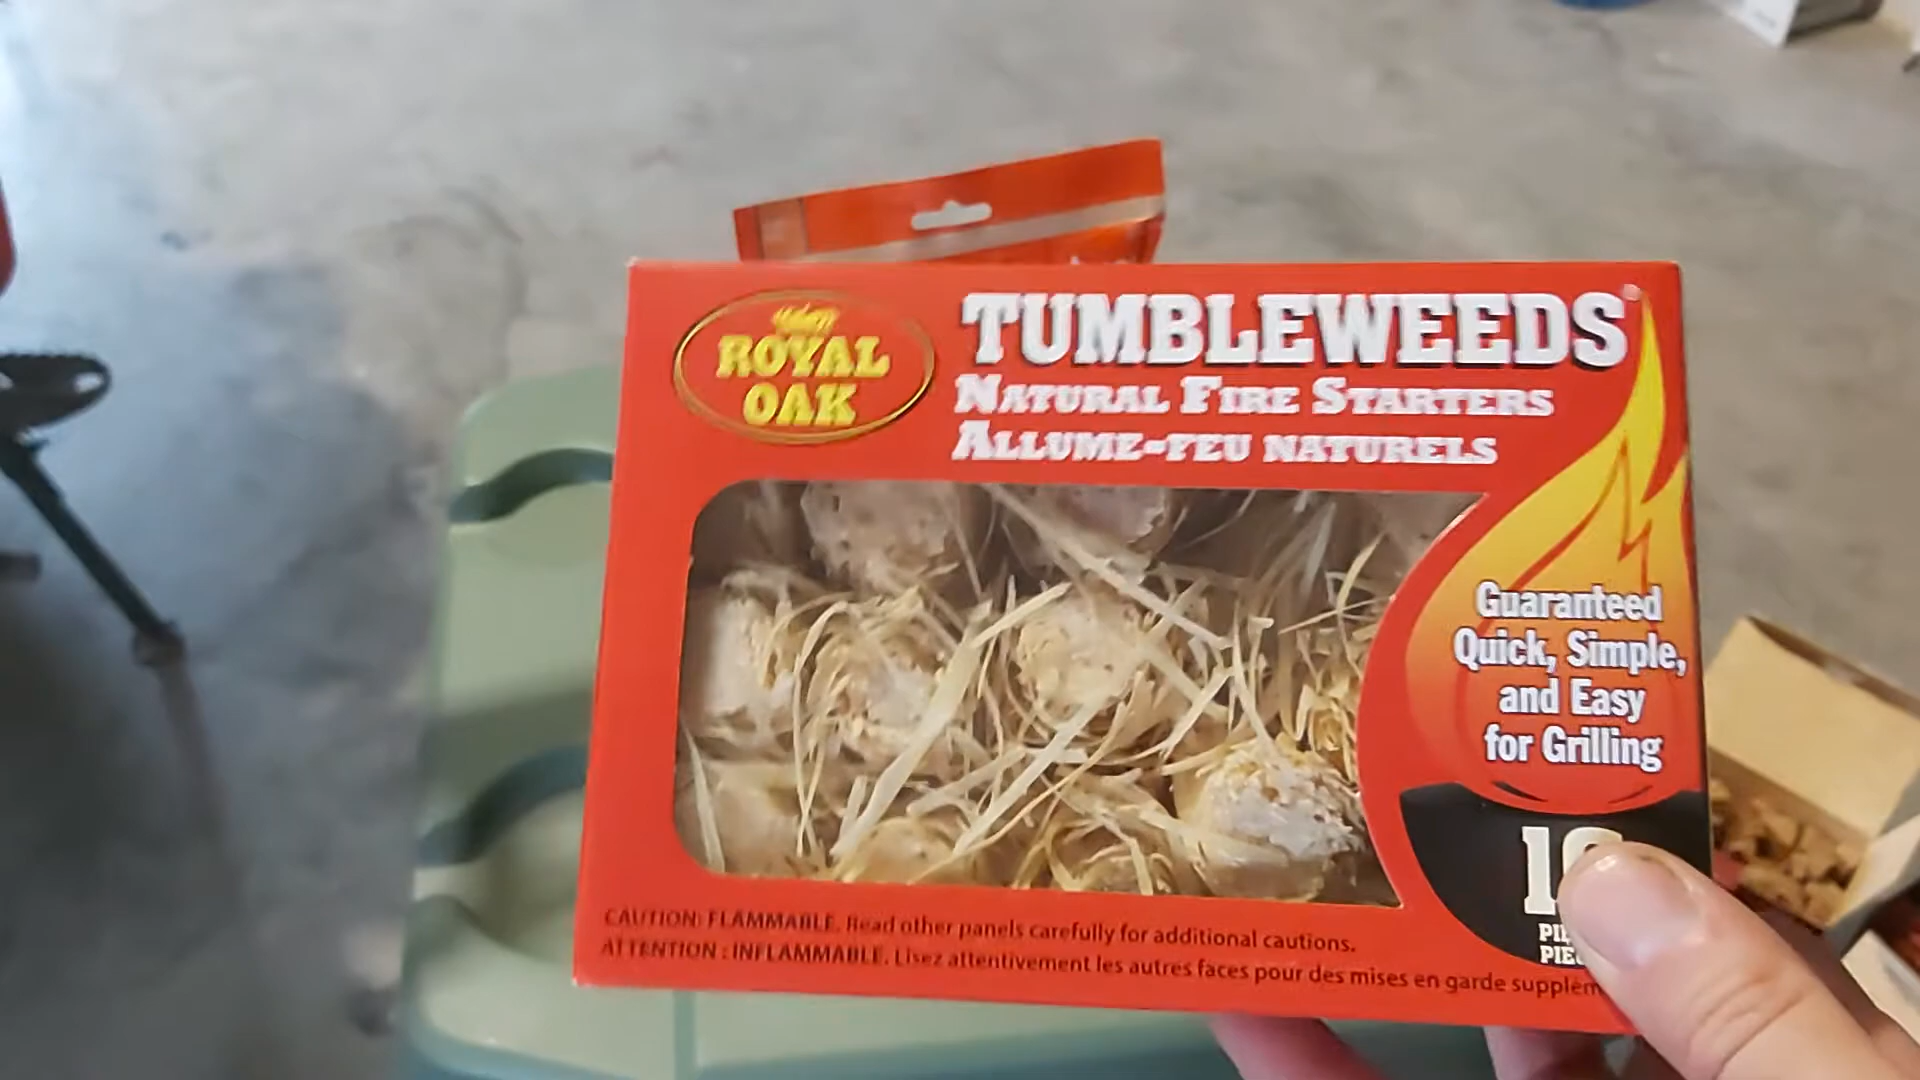 ROYAL
OAK
TUMBLEWEEDS
NATURAL FIRE STARTERS
ALLUME-FEU NATURELS
Guaranteed
Quick, Simple,
and Easy
for Grilling
CAUTION: FLAMMABLE. Read other panels carefully for additional cautions.
ATTENTION : INFLAMMABLE. Lisez attentivement les autres faces pour des mises en garde